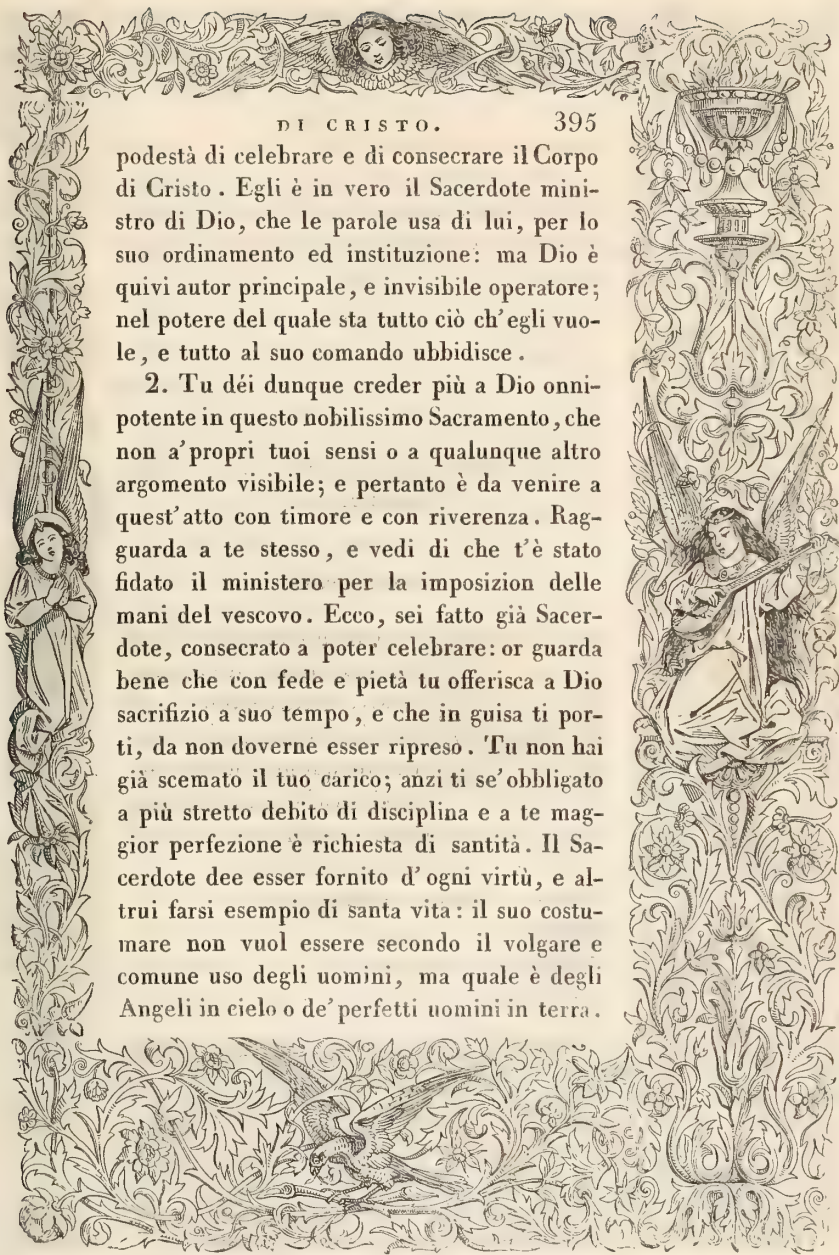 DI CRISTO. 395
podestà di celebrare e di consecrare il Corpo
di Cristo . Egli è in vero il Sacerdote mini-
stro di Dio, che le parole usa di lui, per lo
suo ordinamento ed instituzione: ma Dio è
quivi autor principale, e invisibile operatore;
nel potere del quale sta tutto ciò ch'egli vuo-
le, e tutto al suo comando ubbidisce .
2. Tu déi dunque creder più a Dio onni-
potente in questo nobilissimo Sacramento, che
non a'propri tuoi sensi o a qualunque altro
argomento visibile; e pertanto è da venire a
quest'atto con timore e con riverenza. Rag-
guarda a te stesso, e vedi di che t'è stato
fidato il ministero per la imposizion delle
mani del vescovo. Ecco, sei fatto già Sacer-
dote, consecrato a poter celebrare: or guarda
bene che con fede e pietà tu offerisca a Dio
sacrifizio a suo tempo, e che in guisa ti por-
ti, da non doverne esser ripreso. Tu non hai
già scemato il tuo carico; anzi ti se'obbligato
a più stretto debito di disciplina e a te mag-
gior perfezione è richiesta di santità. Il Sa-
cerdote dee esser fornito d'ogni virtù, e al-
trui farsi esempio di santa vita: il suo costu-
mare non vuol essere secondo il volgare e
comune uso degli uomini, ma quale è degli
Angeli in cielo o de'perfetti uomini in terra.